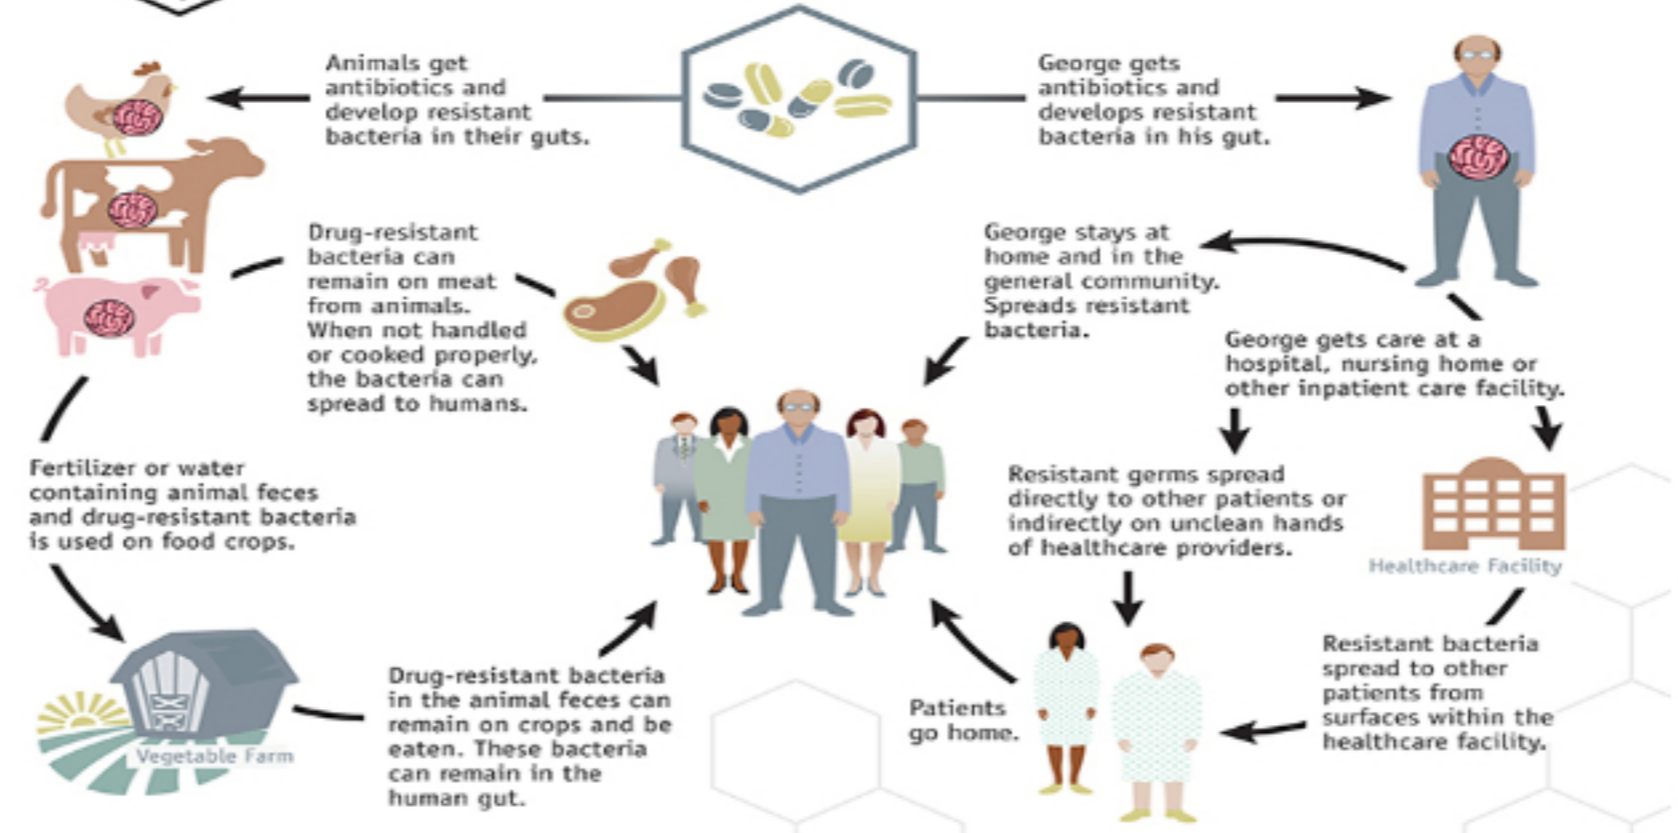 Animals get
antibiotics and
develop resistant
bacteria in their guts.
George gets
antibiotics and
develops resistant
bacteria in his gut.
Drug-resistant
bacteria can
remain on meat
from animals.
When not handled
or cooked properly,
the bacteria can
spread to humans.
George stays at
home and in the
general community.
Spreads resistant
bacteria.
George gets care at a
hospital, nursing home or
other inpatient care facility.
Fertilizer or water
containing animal feces
and drug-resistant bacteria
is used on food crops.
Resistant germs spread
directly to other patients or
indirectly on unclean hands
of healthcare providers.
Healthcare Facility
Vegetable Farm
Drug-resistant bacteria
in the animal feces can
remain on crops and be
eaten. These bacteria
can remain in the
human gut.
Patients
go home.
Resistant bacteria
spread to other
patients from
surfaces within the
healthcare facility.